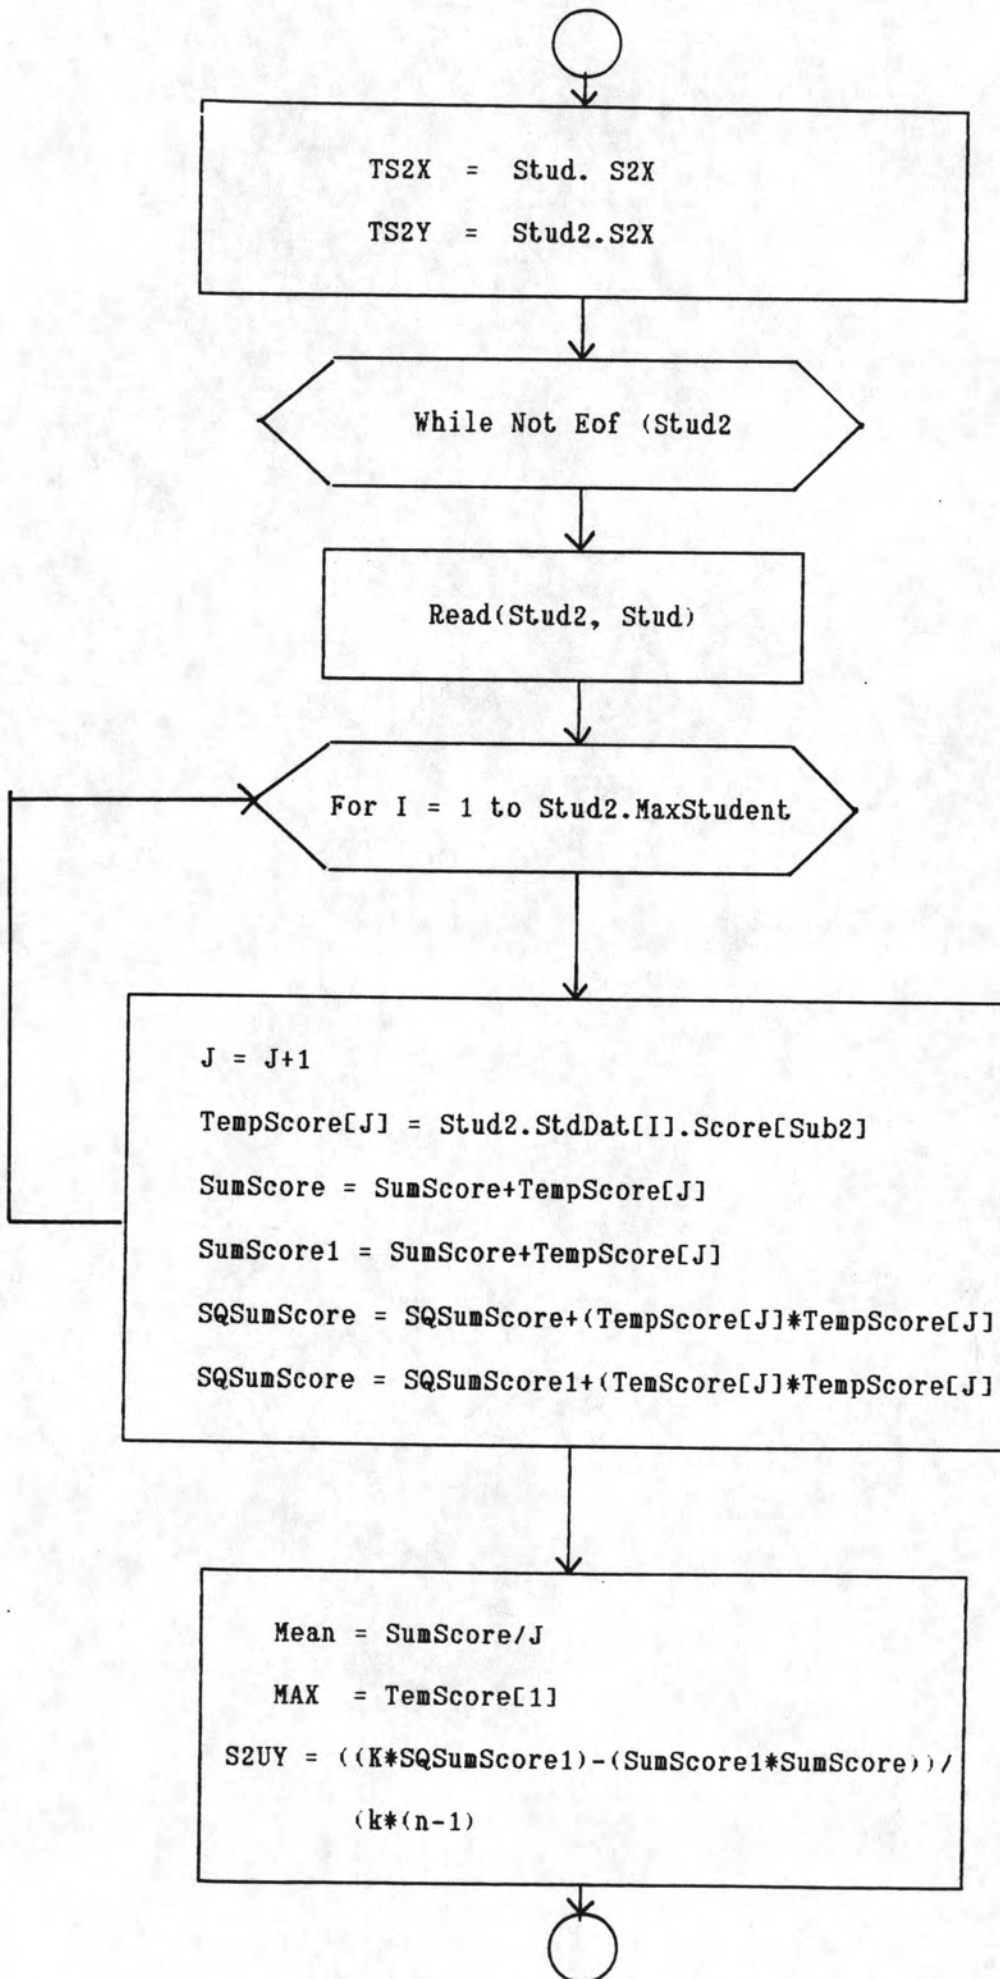 TS2X = Stud. S2X
TS2Y = Stud2.S2X
While Not Eof (Stud2
Read(Stud2, Stud)
For I = 1 to Stud2.MaxStudent
J = J+1
TempScore[J] = Stud2.StdDat[I].Score[Sub2]
SumScore = SumScore+TempScore[J]
SumScore1 = SumScore+TempScore[J]
SQSumScore = SQSumScore+(TempScore[J]*TempScore[J]
SQSumScore = SQSumScore1+(TemScore[J]*TempScore[J]
Mean = SumScore/J
MAX = TemScore[1]
S2UY = ((K*SQSumScore1)-(SumScore1*SumScore))/
(k*(n-1)